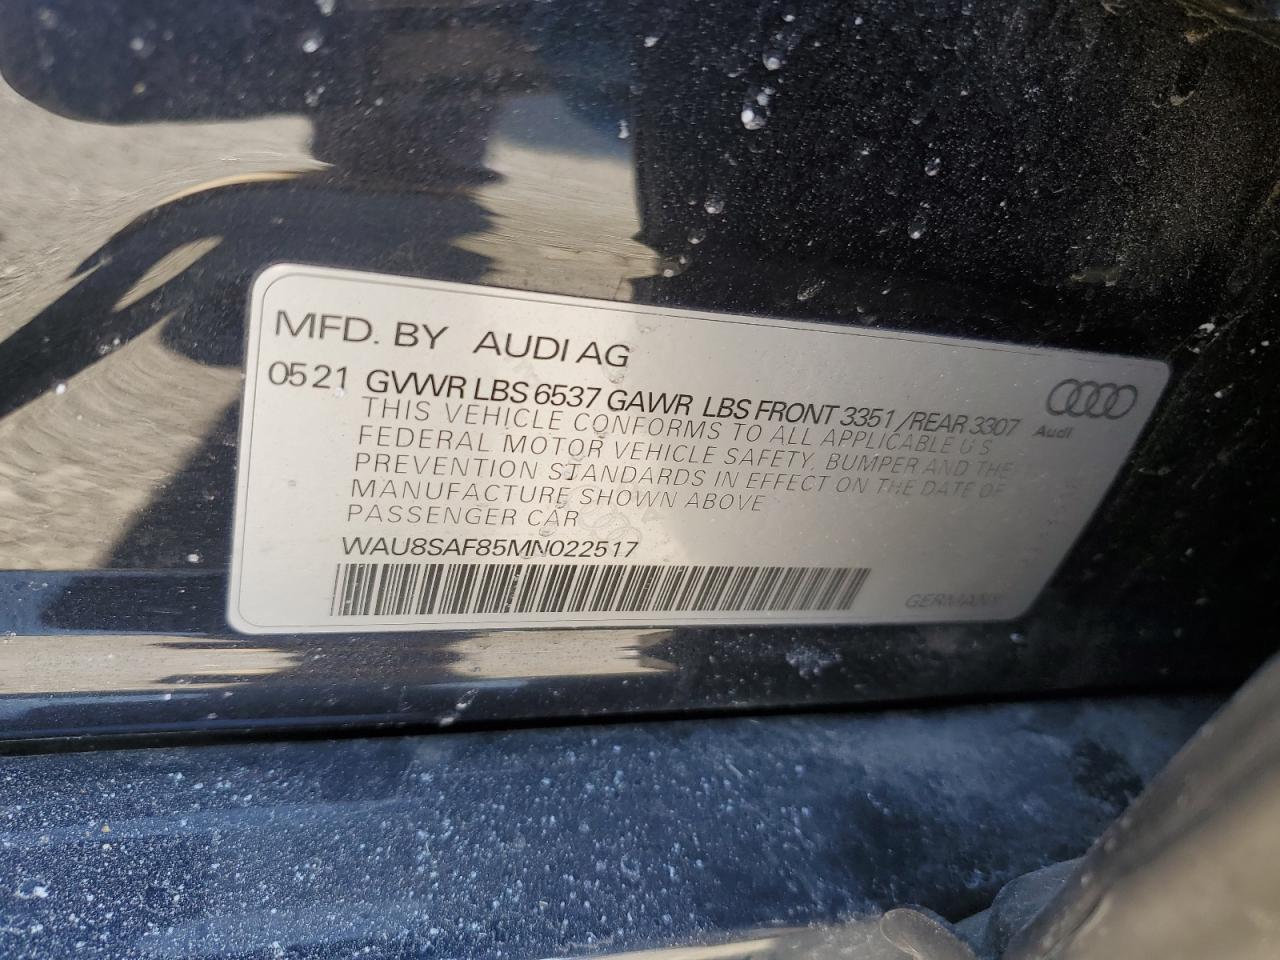 MFD. BY AUDI AG
0521 GVWR LBS 6537 GAWR LBS FRONT 3351 /REAR 3307
Audi
THIS VEHICLE CONFORMS TO ALL APPLICABLE U S
FEDERAL MOTOR VEHICLE SAFETY, BUMPER AND THEFT
PREVENTION STANDARDS IN EFFECT ON THE DATE OF
MANUFACTURE SHOWN ABOVE
PASSENGER CAR
WAU8SAF85MN022517
GERMANY